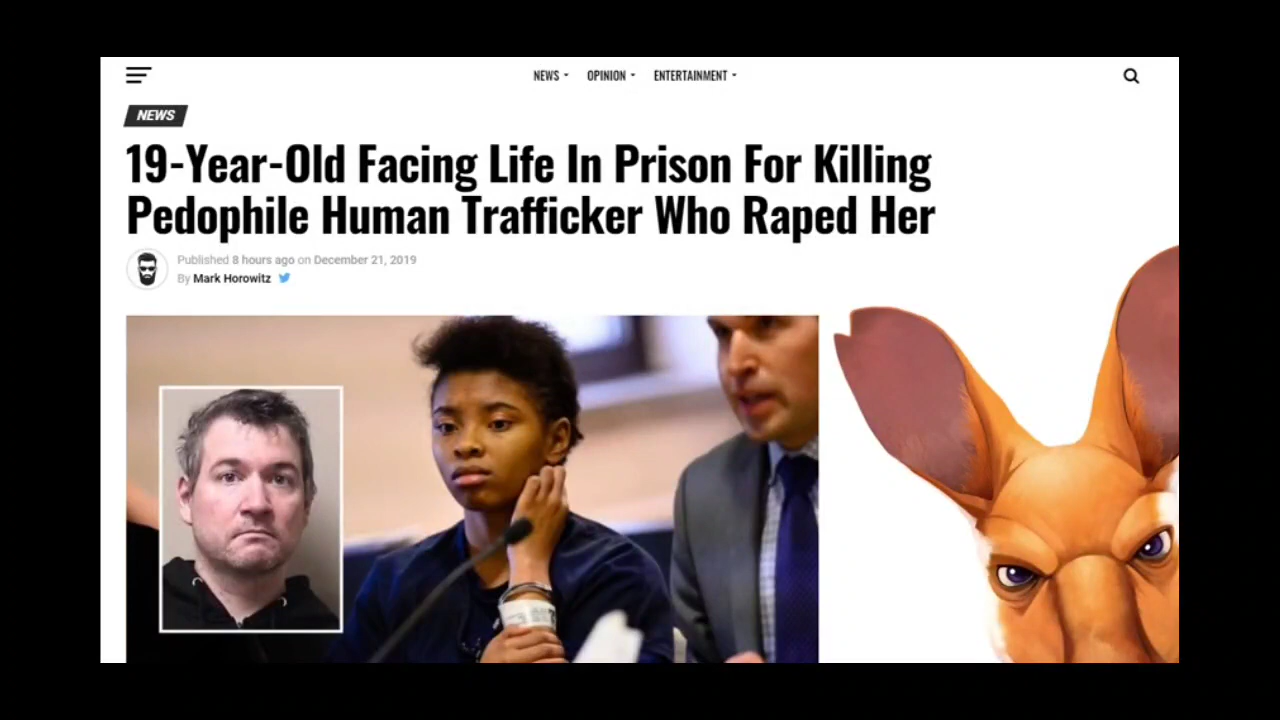 NEWS OPINION ENTERTAINMENT
NEWS
19-Year-Old Facing Life In Prison For Killing
Pedophile Human Trafficker Who Raped Her
Published 8 hours ago on December 21, 2019
By Mark Horowitz